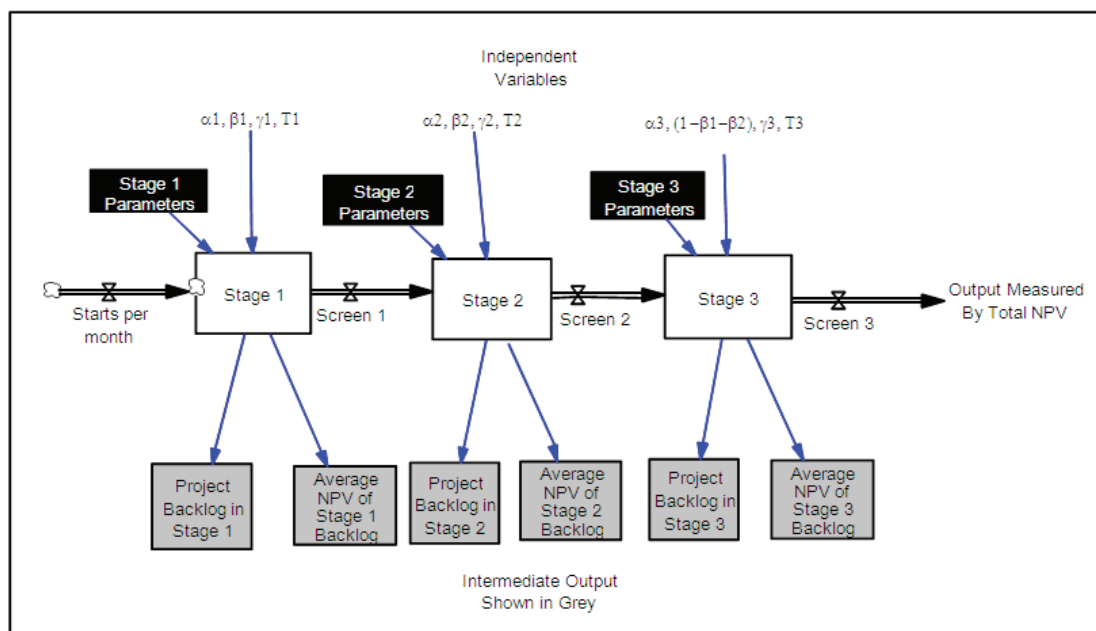 Independent
Variables
α1, β1, γ1, T1
α2, β2, γ2, T2
α3, (1−β1−β2), γ3, T3
Stage 1
Parameters
Stage 2
Parameters
Stage 3
Parameters
Stage 1
Stage 2
Stage 3
Starts per
month
Screen 1
Screen 2
Screen 3
Output Measured
By Total NPV
Project
Backlog in
Stage 1
Average
NPV of
Stage 1
Backlog
Project
Backlog in
Stage 2
Average
NPV of
Stage 2
Backlog
Project
Backlog in
Stage 3
Average
NPV of
Stage 3
Backlog
Intermediate Output
Shown in Grey